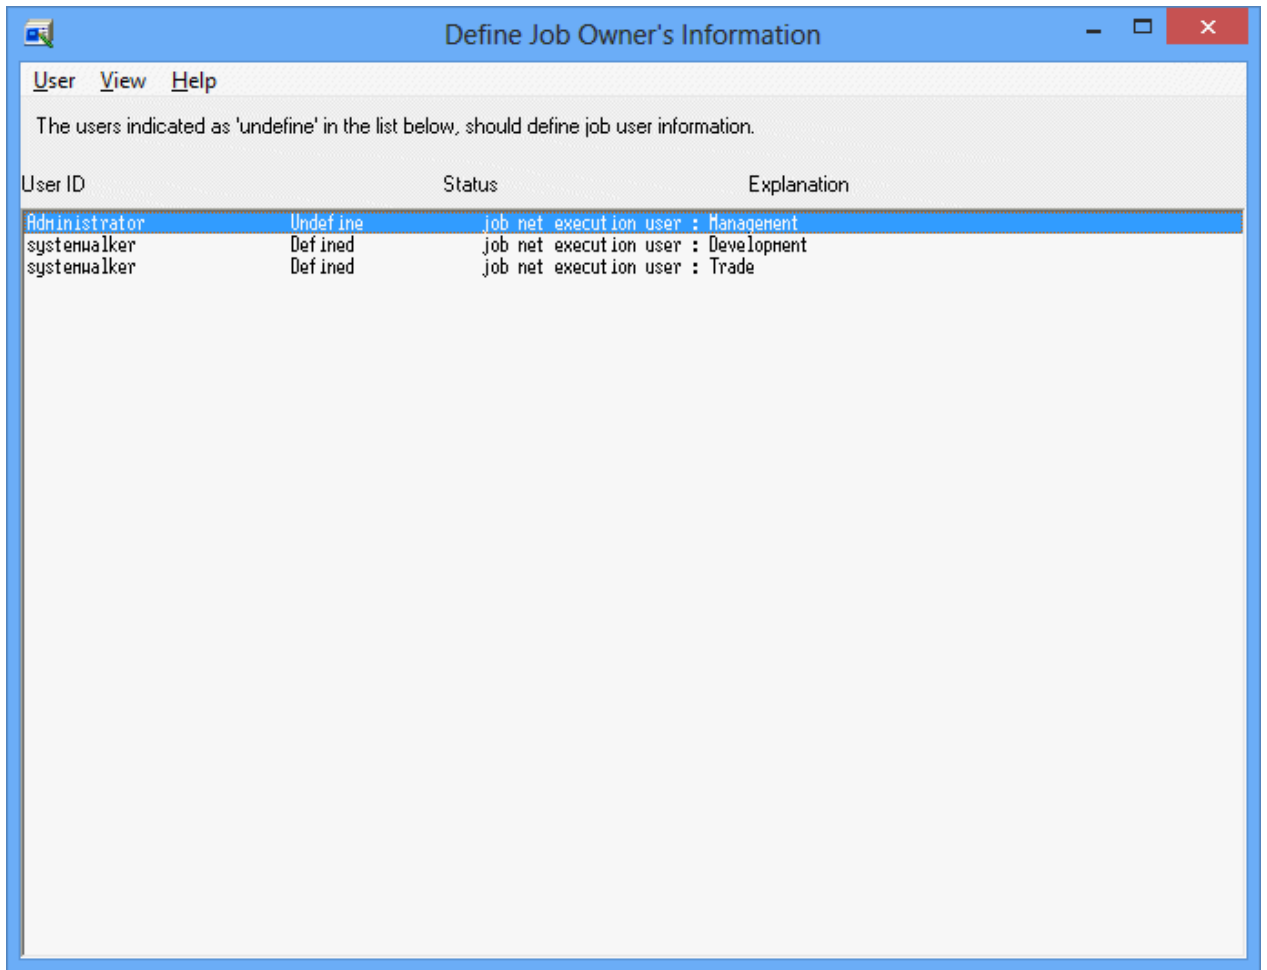 Define Job Owner's Information
User View Help
The users indicated as 'undefine' in the list below, should define job user information.
User ID Status Explanation
Administrator Undefine job net execution user : Management
systemwalker Defined job net execution user : Development
systemwalker Defined job net execution user : Trade